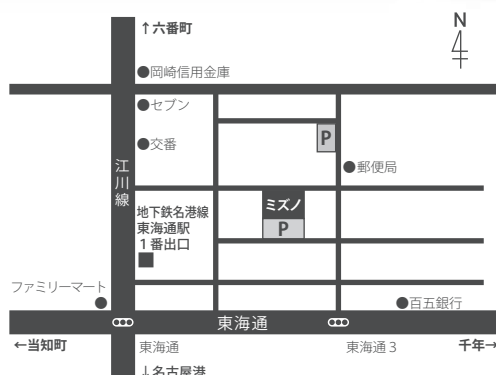 ↑六番町
N
●岡崎信用金庫
●セブン
●交番
P
●郵便局
江川線
ミズノ
P
地下鉄名港線
東海通駅
1番出口
ファミリーマート
●百五銀行
東海通
←当知町
東海通
東海通3
千年→
↓名古屋港